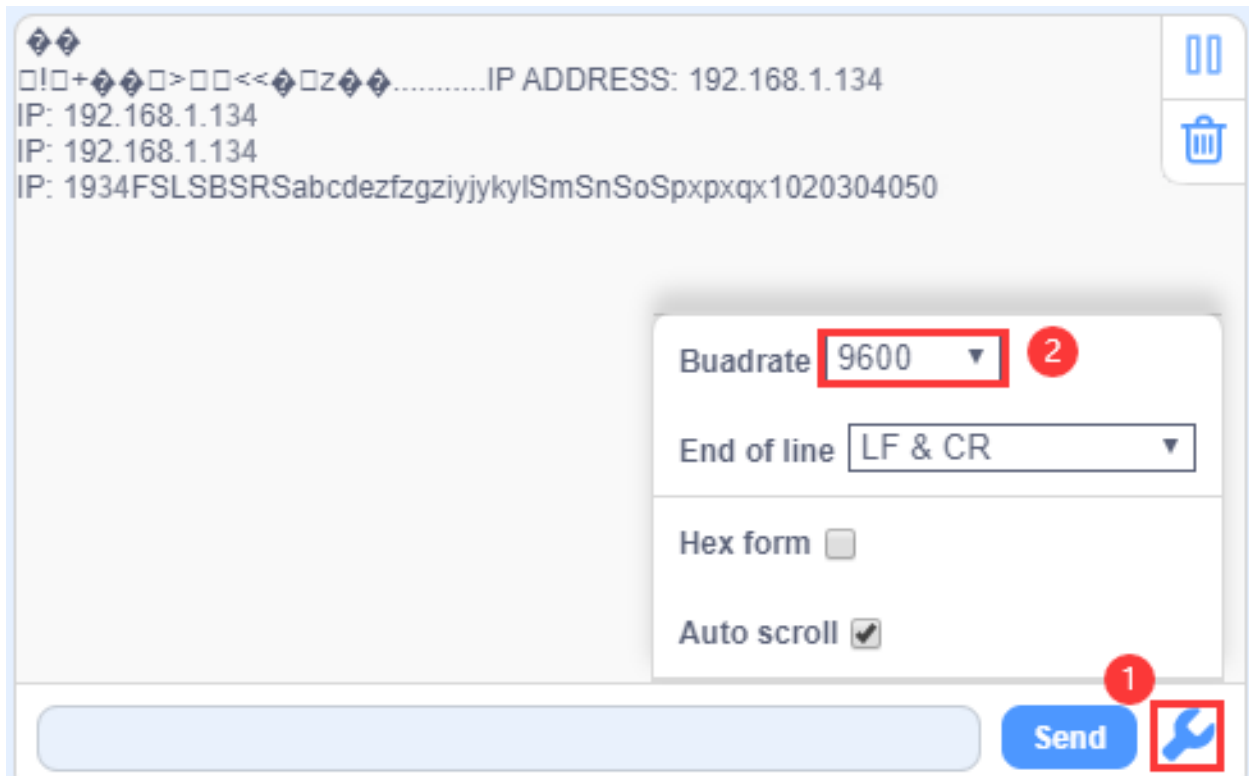 ��
□!□+��□>□□<<�□z��...........IP ADDRESS: 192.168.1.134
IP: 192.168.1.134
IP: 192.168.1.134
IP: 1934FSLSBSRSabcdezfzgziyjykylSmSnSoSpxpxqx1020304050
Buadrate 9600 2
End of line LF & CR
Hex form
Auto scroll
1
Send